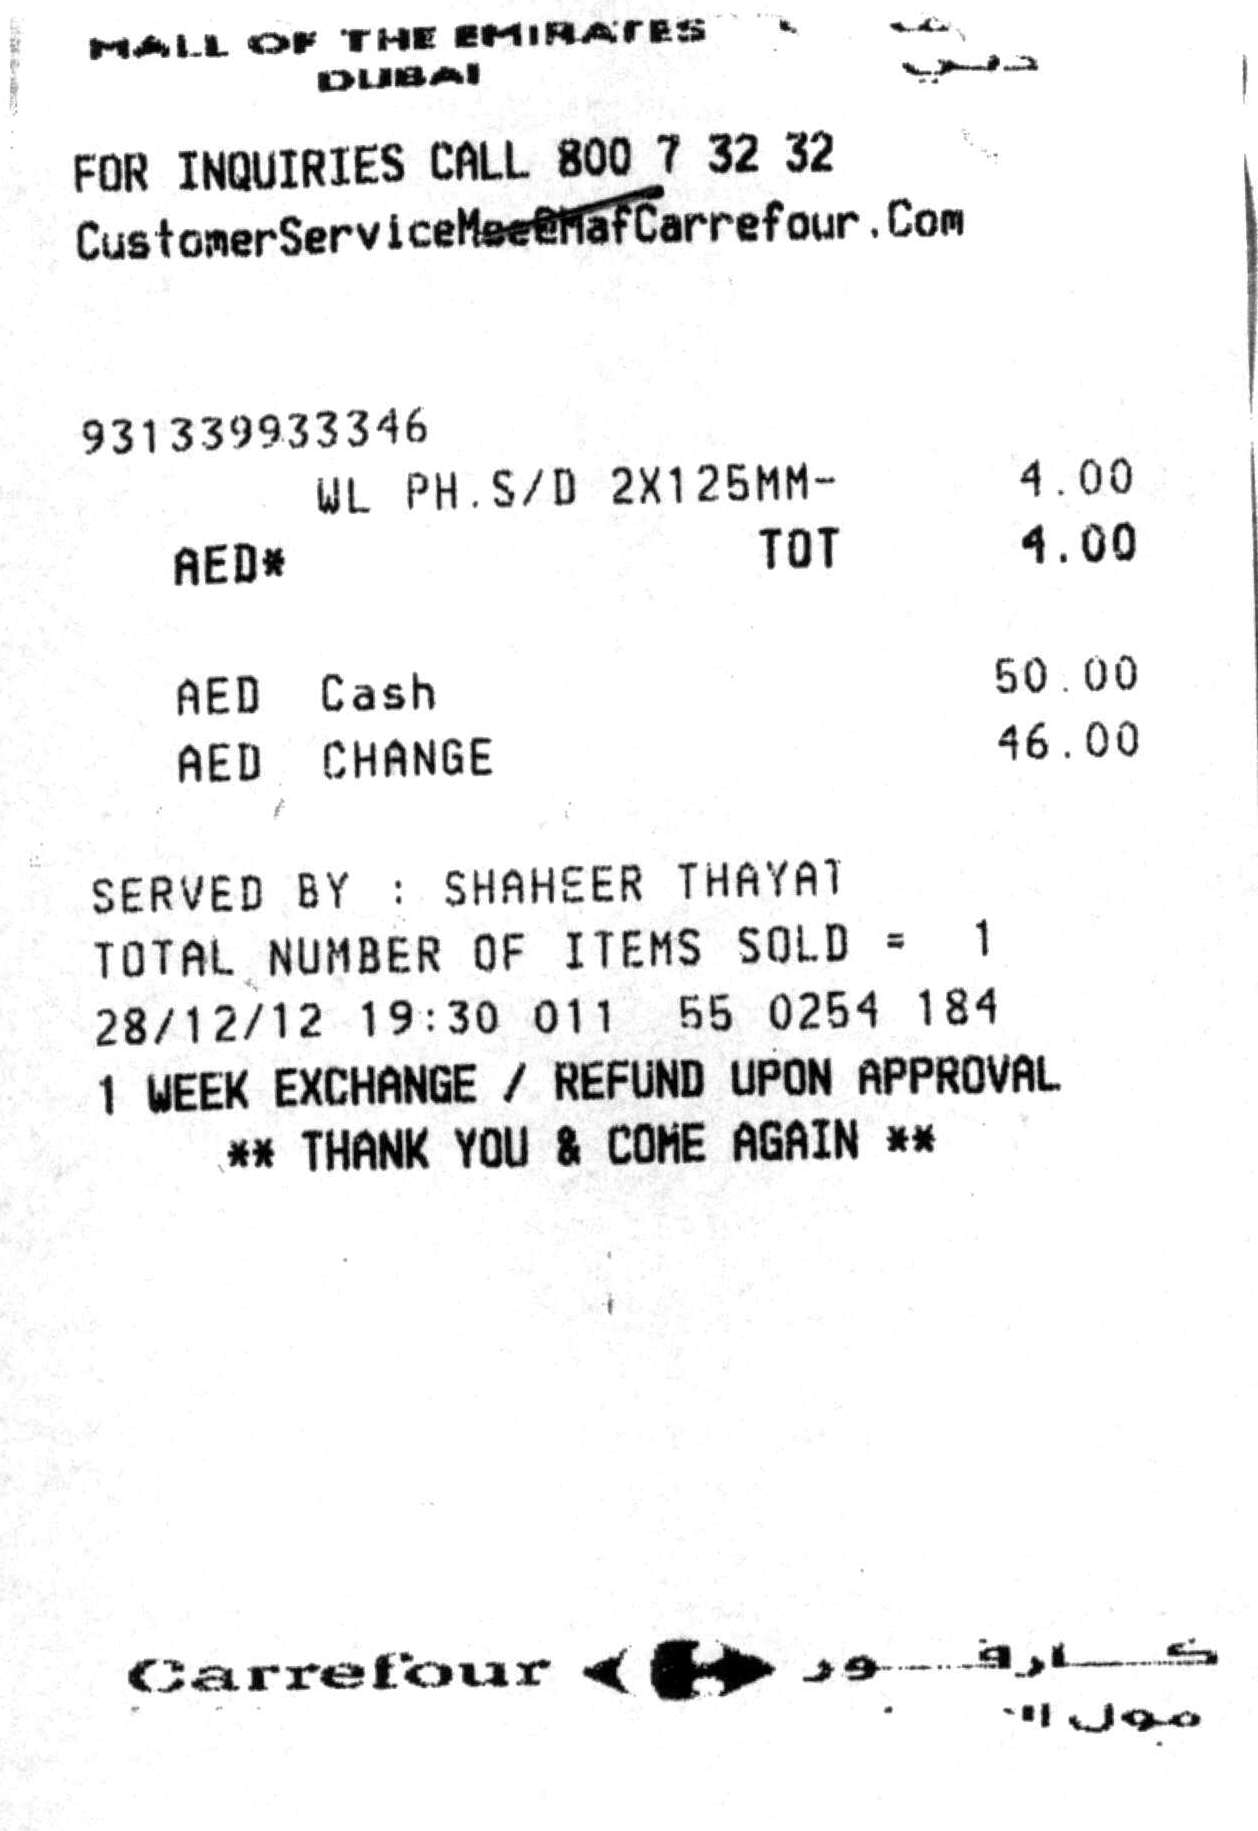 MALL OF THE EMIRATES
DUBAI دبي
FOR INQUIRIES CALL 800 7 32 32
CustomerServiceMoe@MafCarrefour.Com
931339933346
WL PH.S/D 2X125MM- 4.00
AED* TOT 4.00
AED Cash 50.00
AED CHANGE 46.00
SERVED BY : SHAHEER THAYAT
TOTAL NUMBER OF ITEMS SOLD = 1
28/12/12 19:30 011 55 0254 184
1 WEEK EXCHANGE / REFUND UPON APPROVAL
** THANK YOU & COME AGAIN **
Carrefour كارفور
مول